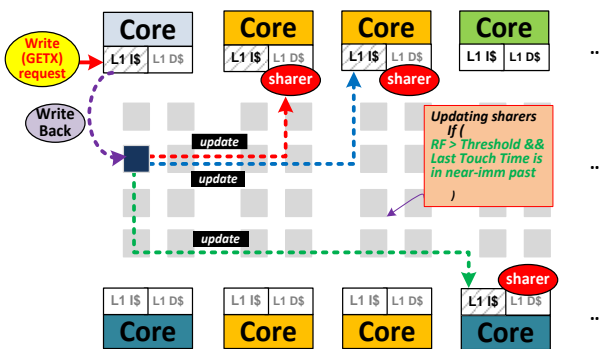 Core
Core
Core
Core
Write
(GETX)
request
L1 I$ L1 D$
L1 I$ L1 D$
L1 I$ L1 D$
L1 I$ L1 D$
..
sharer
sharer
Write
Back
Updating sharers
If (
RF > Threshold &&
Last Touch Time is
in near-imm past
)
update
update
..
update
sharer
L1 I$ L1 D$
L1 I$ L1 D$
L1 I$ L1 D$
L1 I$ L1 D$
..
Core
Core
Core
Core